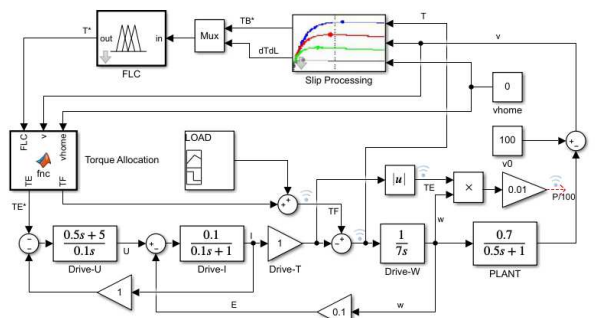 T*
TB*
T
v
out
in
Mux
dTdL
FLC
Slip Processing
0
vhome
FLC
v
vhome
LOAD
100
fnc
Torque Allocation
v0
TE
TF
|u|
TE
×
0.01
P/100
TE*
TF
w
0.5s + 5
0.1s
U
0.1
0.1s + 1
I
1
1
7s
0.7
0.5s + 1
Drive-U
Drive-I
Drive-T
Drive-W
PLANT
1
E
0.1
w